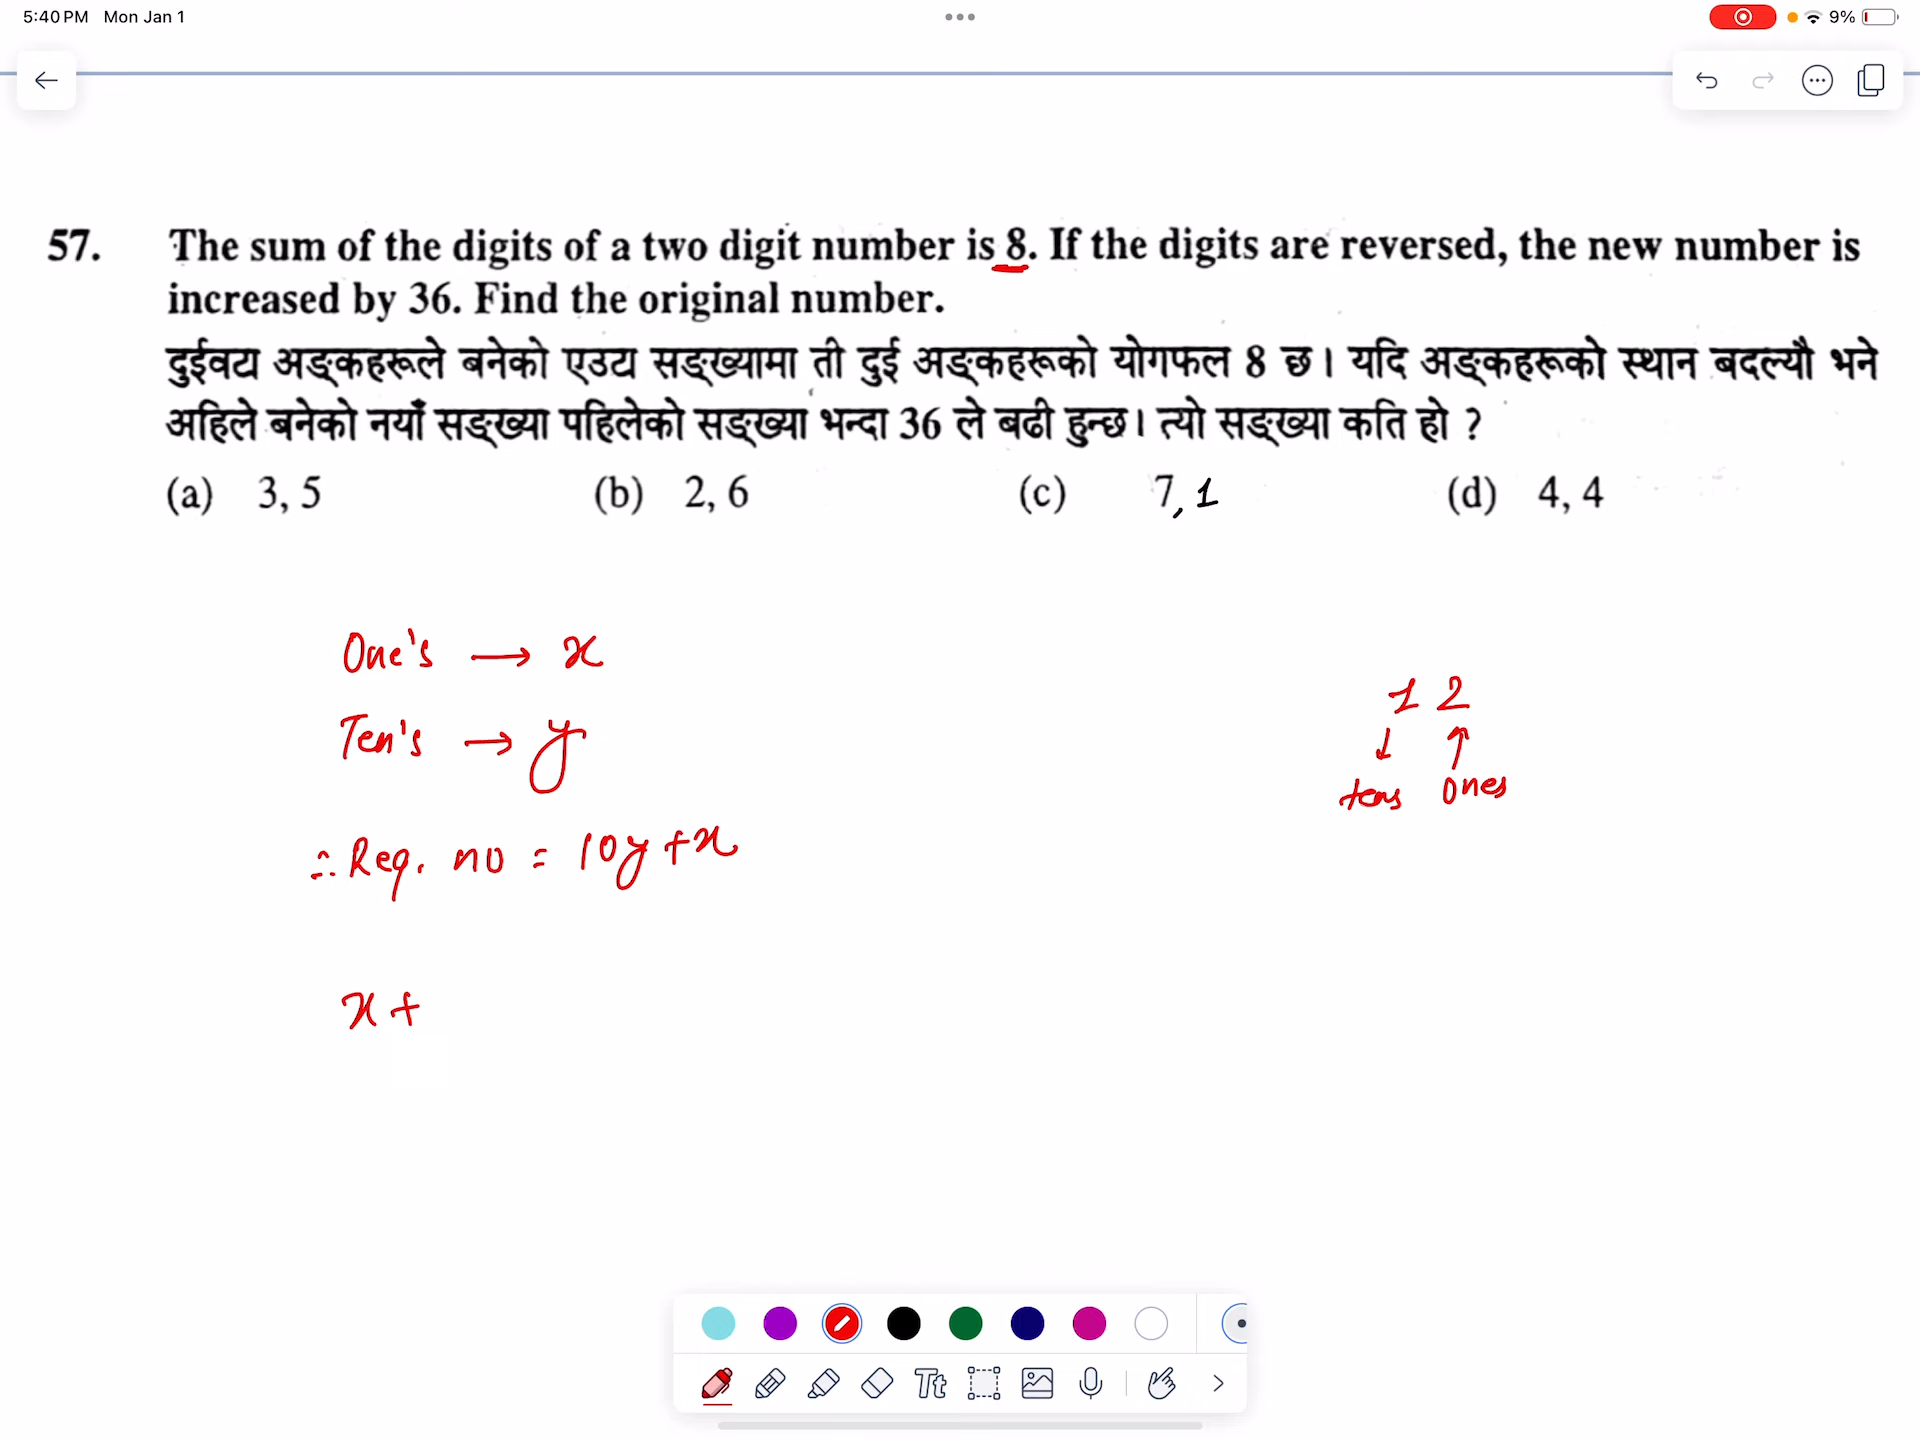 5:40 PM Mon Jan 1
9%
57. The sum of the digits of a two digit number is 8. If the digits are reversed, the new number is
increased by 36. Find the original number.
दुईवटा अङ्कहरूले बनेको एउटा सङ्ख्यामा ती दुई अङ्कहरूको योगफल 8 छ। यदि अङ्कहरूको स्थान बदल्यौ भने
अहिले बनेको नयाँ सङ्ख्या पहिलेको सङ्ख्या भन्दा 36 ले बढी हुन्छ। त्यो सङ्ख्या कति हो ?
(a) 3, 5 (b) 2, 6 (c) 7, 1 (d) 4, 4
One's → x
Ten's → y
∴ Req. no = 10y + x
x +
1 2
↓ ↑
tens ones
Tt